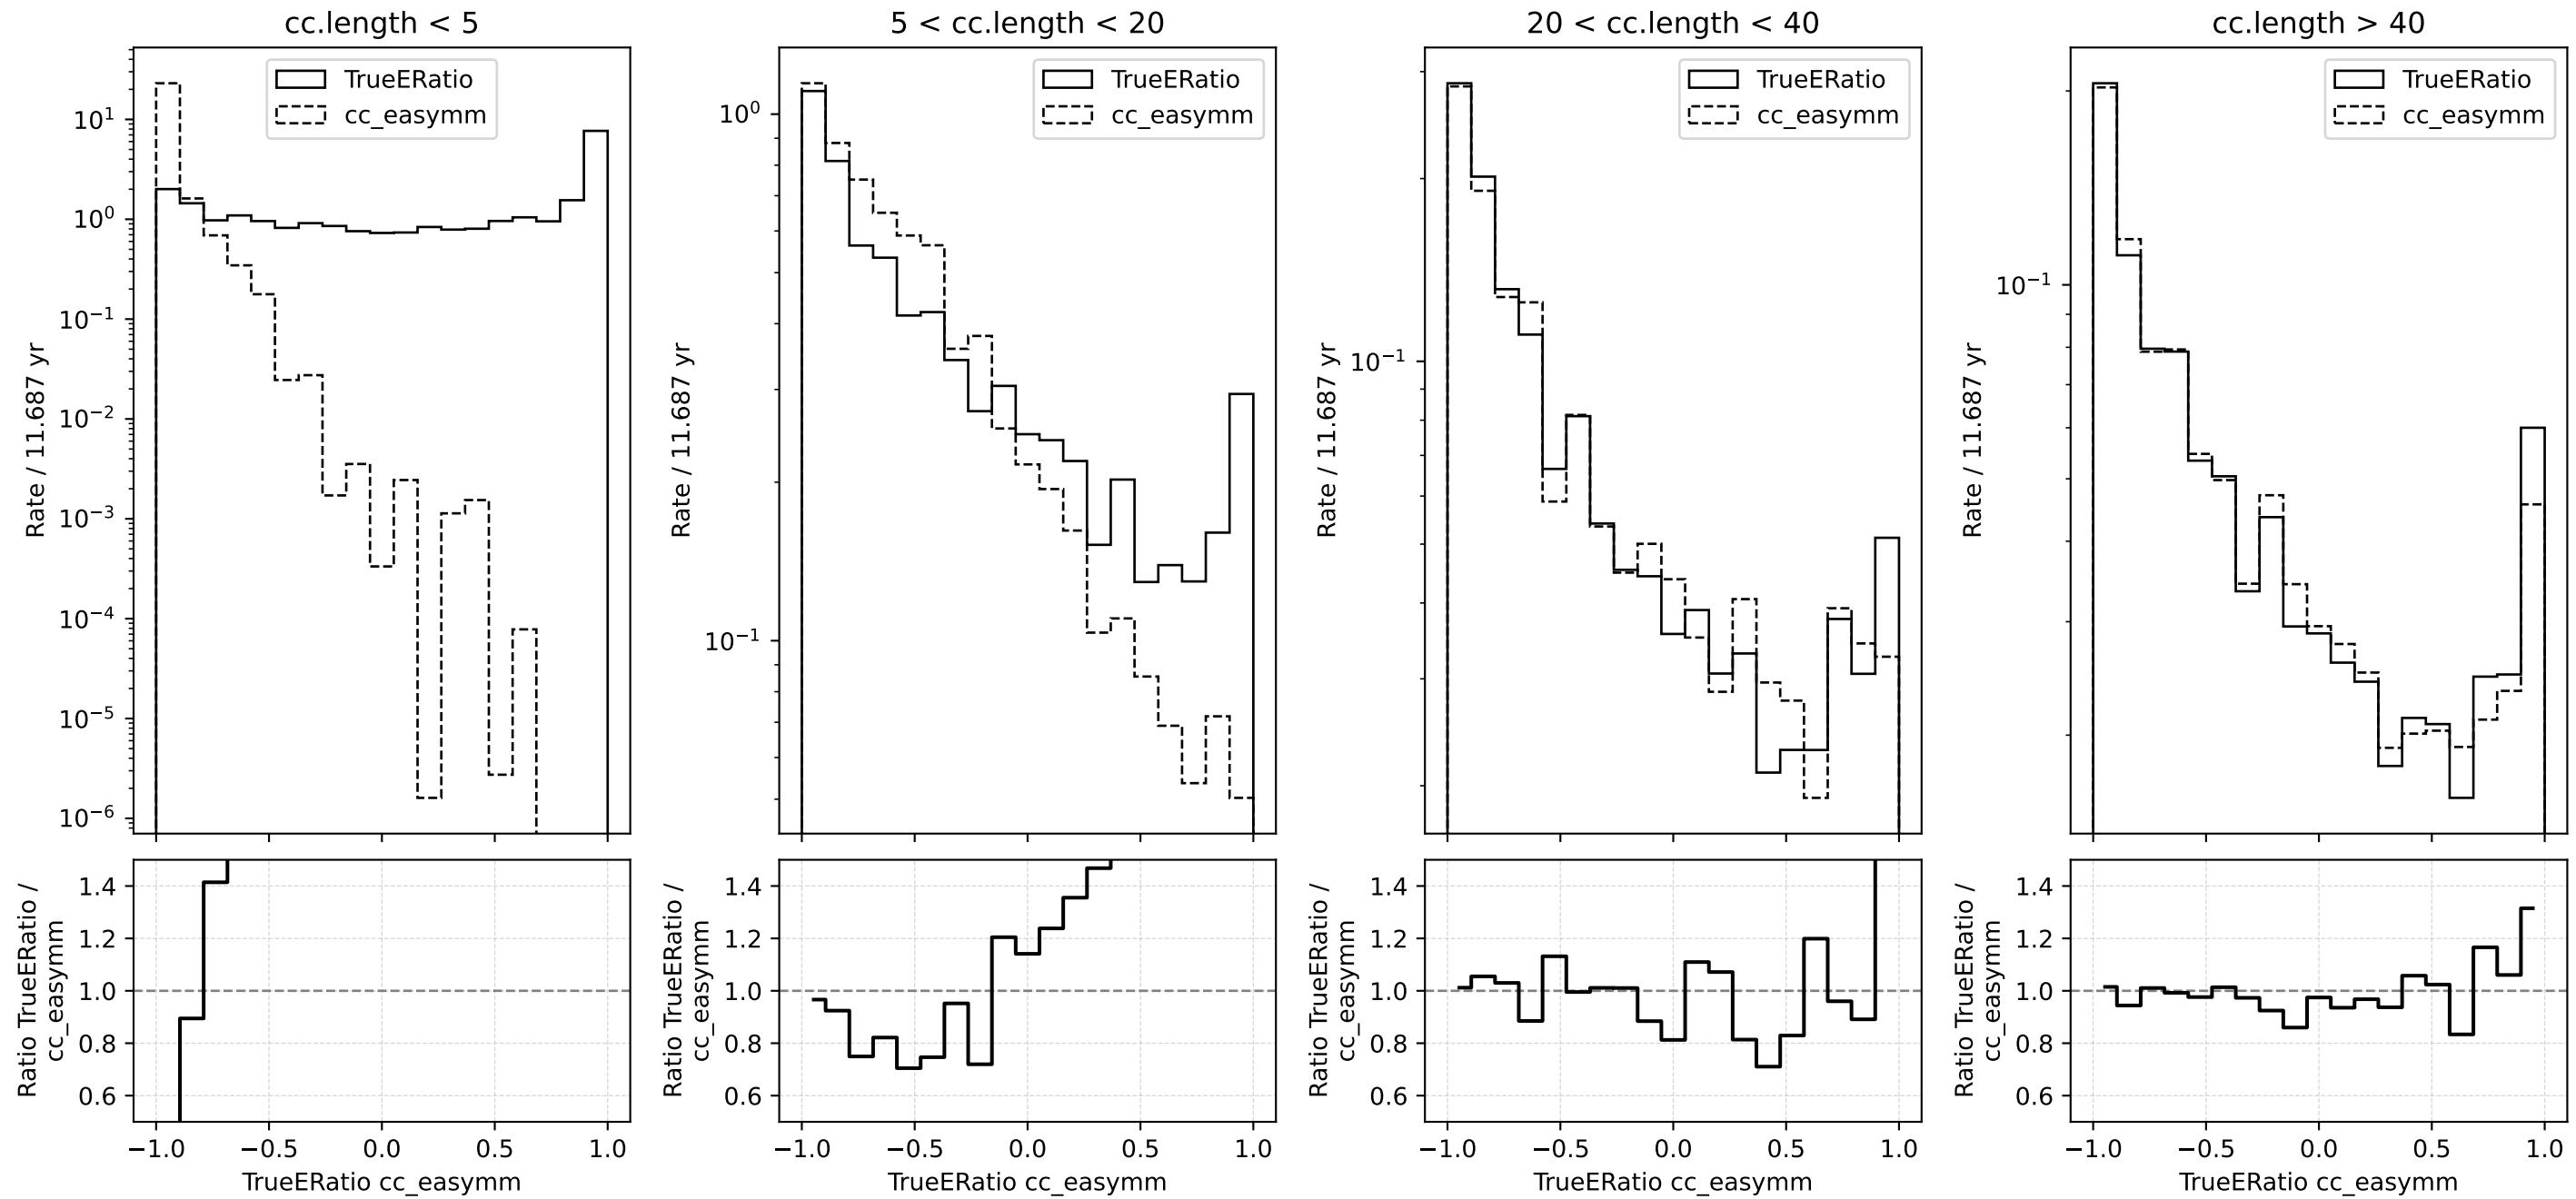 cc.length < 5
TrueERatio
cc_easymm
Rate / 11.687 yr
10¹
10⁰
10⁻¹
10⁻²
10⁻³
10⁻⁴
10⁻⁵
10⁻⁶
Ratio TrueERatio /
cc_easymm
1.4
1.2
1.0
0.8
0.6
−1.0 −0.5 0.0 0.5 1.0
TrueERatio cc_easymm
5 < cc.length < 20
TrueERatio
cc_easymm
Rate / 11.687 yr
10⁰
10⁻¹
Ratio TrueERatio /
cc_easymm
1.4
1.2
1.0
0.8
0.6
−1.0 −0.5 0.0 0.5 1.0
TrueERatio cc_easymm
20 < cc.length < 40
TrueERatio
cc_easymm
Rate / 11.687 yr
10⁻¹
Ratio TrueERatio /
cc_easymm
1.4
1.2
1.0
0.8
0.6
−1.0 −0.5 0.0 0.5 1.0
TrueERatio cc_easymm
cc.length > 40
TrueERatio
cc_easymm
Rate / 11.687 yr
10⁻¹
Ratio TrueERatio /
cc_easymm
1.4
1.2
1.0
0.8
0.6
−1.0 −0.5 0.0 0.5 1.0
TrueERatio cc_easymm